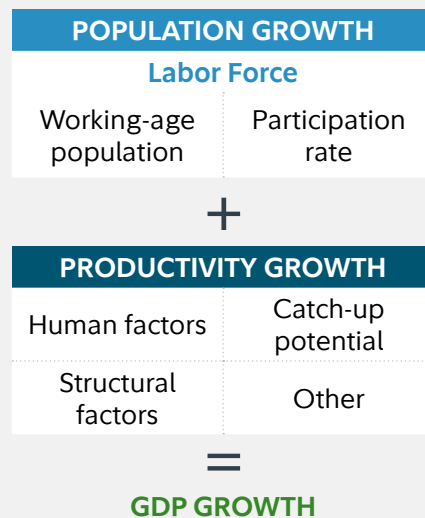 POPULATION GROWTH
Labor Force
Working-age
population
Participation
rate
+
PRODUCTIVITY GROWTH
Human factors
Catch-up
potential
Structural
factors
Other
=
GDP GROWTH